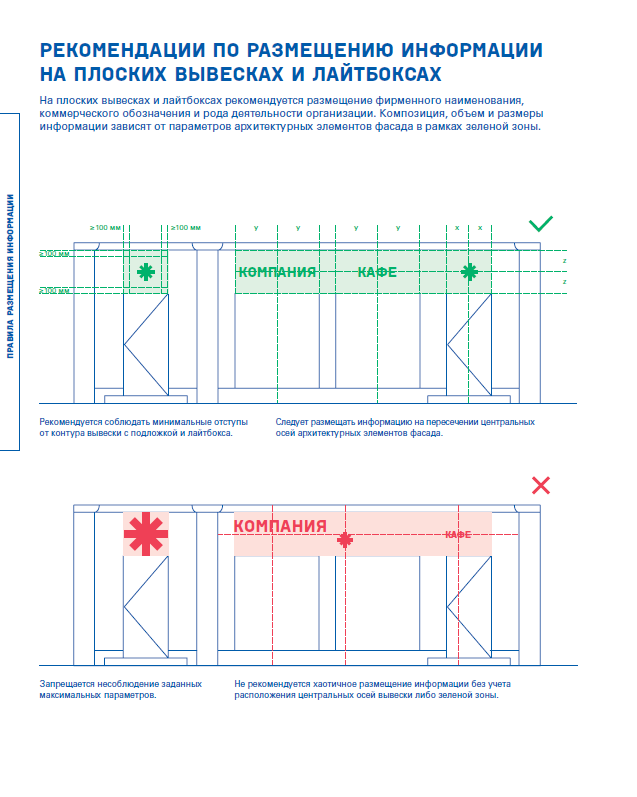 РЕКОМЕНДАЦИИ ПО РАЗМЕЩЕНИЮ ИНФОРМАЦИИ
НА ПЛОСКИХ ВЫВЕСКАХ И ЛАЙТБОКСАХ
На плоских вывесках и лайтбоксах рекомендуется размещение фирменного наименования,
коммерческого обозначения и рода деятельности организации. Композиция, объем и размеры
информации зависят от параметров архитектурных элементов фасада в рамках зеленой зоны.
ПРАВИЛА РАЗМЕЩЕНИЯ ИНФОРМАЦИИ
≥100 мм ≥100 мм y y y y x x
≥100 мм
z
КОМПАНИЯ КАФЕ
z
≥100 мм
Рекомендуется соблюдать минимальные отступы
от контура вывески с подложкой и лайтбокса.
Следует размещать информацию на пересечении центральных
осей архитектурных элементов фасада.
КОМПАНИЯ
КАФЕ
Запрещается несоблюдение заданных
максимальных параметров.
Не рекомендуется хаотичное размещение информации без учета
расположения центральных осей вывески либо зеленой зоны.